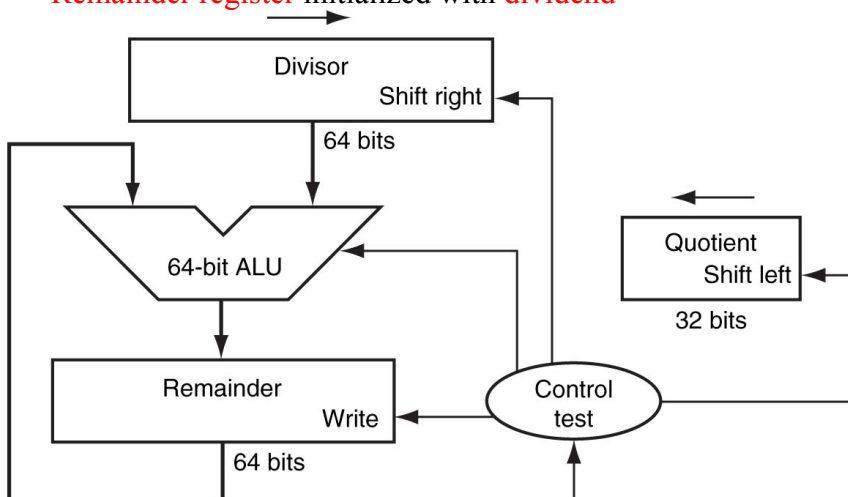 Remainder register initialized with dividend
Divisor
Shift right
64 bits
64-bit ALU
Quotient
Shift left
32 bits
Remainder
Write
Control
test
64 bits